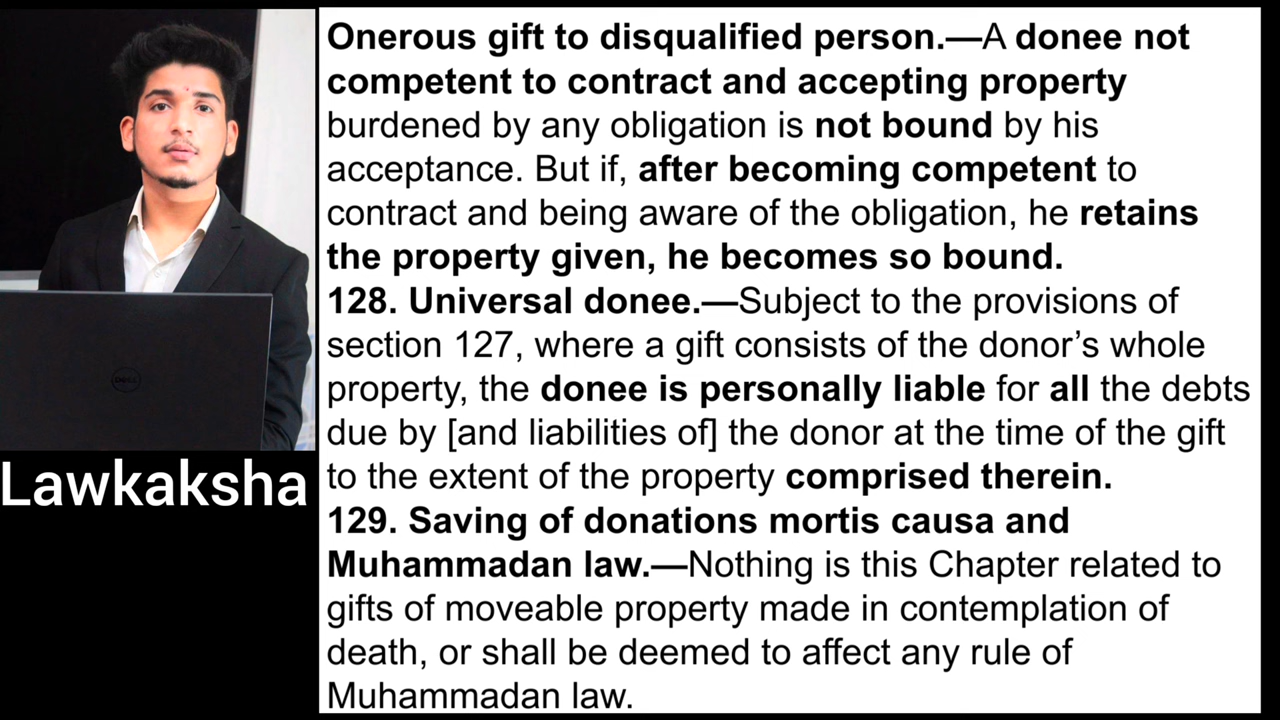 Onerous gift to disqualified person.—A donee not
competent to contract and accepting property
burdened by any obligation is not bound by his
acceptance. But if, after becoming competent to
contract and being aware of the obligation, he retains
the property given, he becomes so bound.
128. Universal donee.—Subject to the provisions of
section 127, where a gift consists of the donor’s whole
property, the donee is personally liable for all the debts
due by [and liabilities of] the donor at the time of the gift
to the extent of the property comprised therein.
129. Saving of donations mortis causa and
Muhammadan law.—Nothing is this Chapter related to
gifts of moveable property made in contemplation of
death, or shall be deemed to affect any rule of
Muhammadan law.
DELL
Lawkaksha